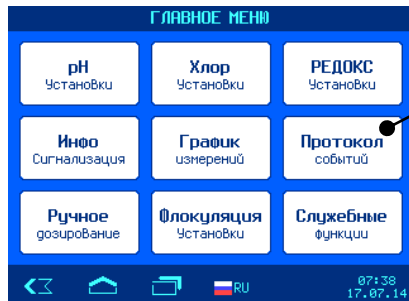 ГЛАВНОЕ МЕНЮ
pH Хлор РЕДОКС
Установки Установки Установки
Инфо График Протокол
Сигнализация измерений событий
Ручное Флокуляция Служебные
дозирование Установки функции
RU 07:38
17.07.14